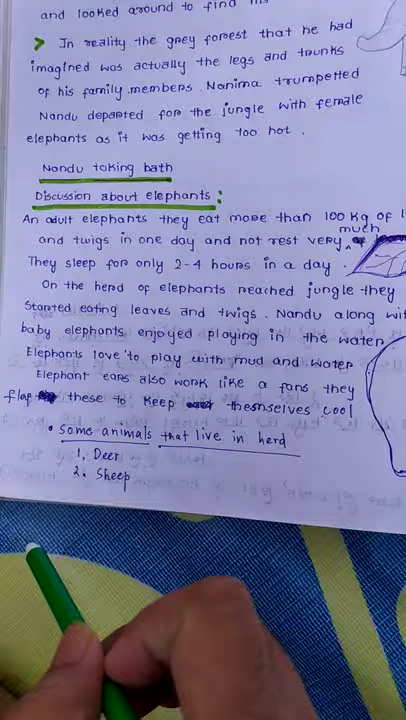 and looked around to find his
➤ In reality the grey forest that he had
imagined was actually the legs and trunks
of his family members. Nanima trumpetted
Nandu departed for the jungle with female
elephants as it was getting too hot.
Nandu taking bath
Discussion about elephants:
An adult elephants they eat more than 100 Kg of
and twigs in one day and not rest very much
They sleep for only 2-4 hours in a day.
On the herd of elephants reached jungle they
Started eating leaves and twigs. Nandu along
baby elephants enjoyed playing in the water
Elephants love to play with mud and water
Elephant ears also work like a fans they
flap these to keep themselves cool
• Some animals that live in herd
1, Deer
2. Sheep